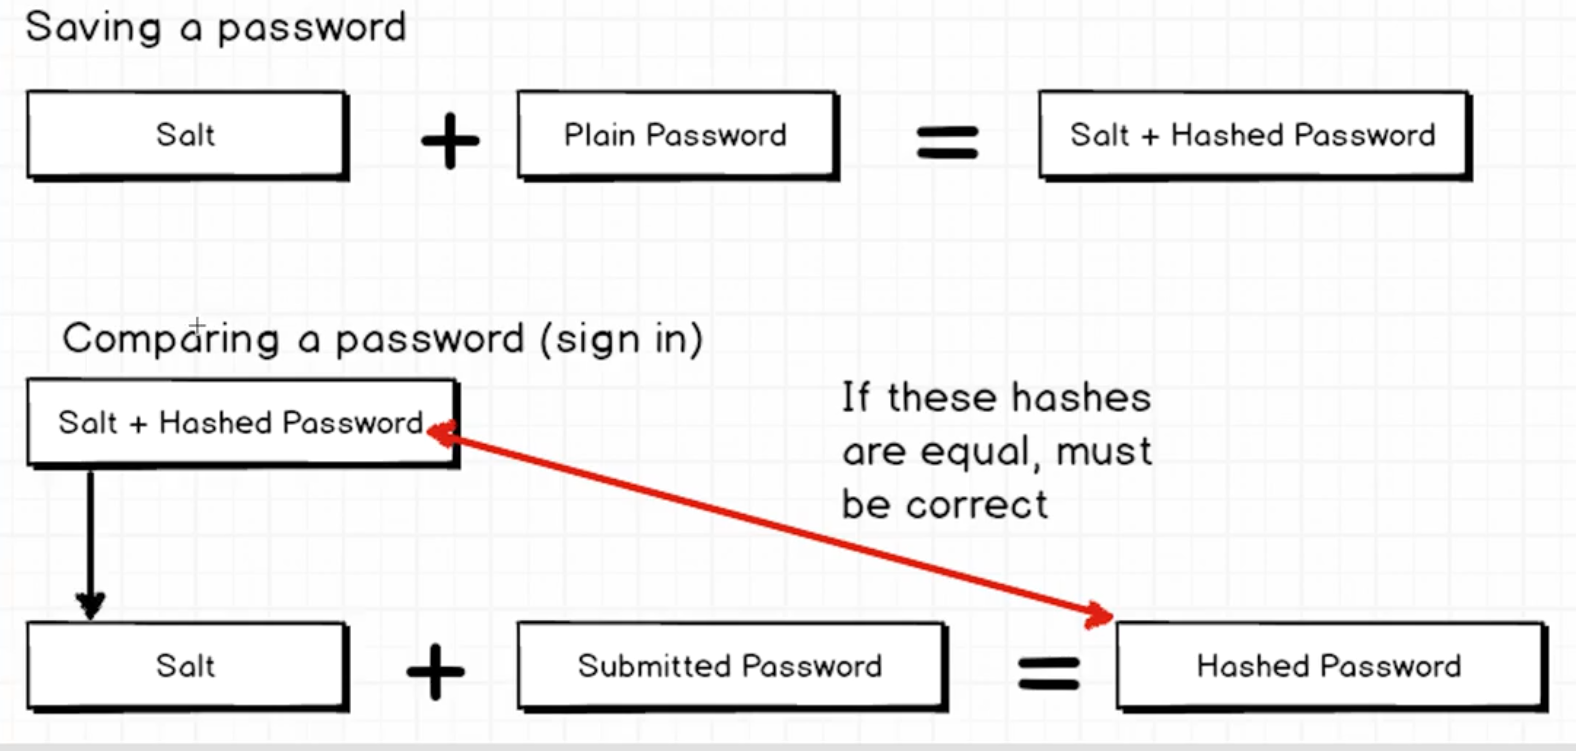 Saving a password
Salt + Plain Password = Salt + Hashed Password
Comparing a password (sign in)
Salt + Hashed Password
If these hashes
are equal, must
be correct
Salt + Submitted Password = Hashed Password